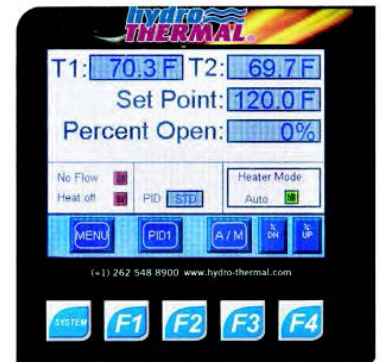 hydro-
THERMAL®
T1: 70.3 F T2: 69.7 F
Set Point: 120.0 F
Percent Open: 0%
No Flow
Heat off
PID: STD
Heater Mode:
Auto
MENU PID1 A / M % DN % UP
(+1) 262 548 8900 www.hydro-thermal.com
SYSTEM F1 F2 F3 F4